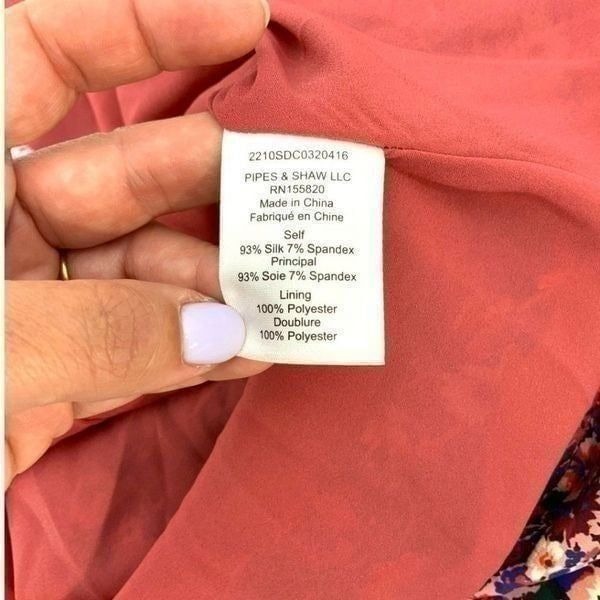 2210SDC0320416
PIPES & SHAW LLC
RN155820
Made in China
Fabriqué en Chine
Self
93% Silk 7% Spandex
Principal
93% Soie 7% Spandex
Lining
100% Polyester
Doublure
100% Polyester